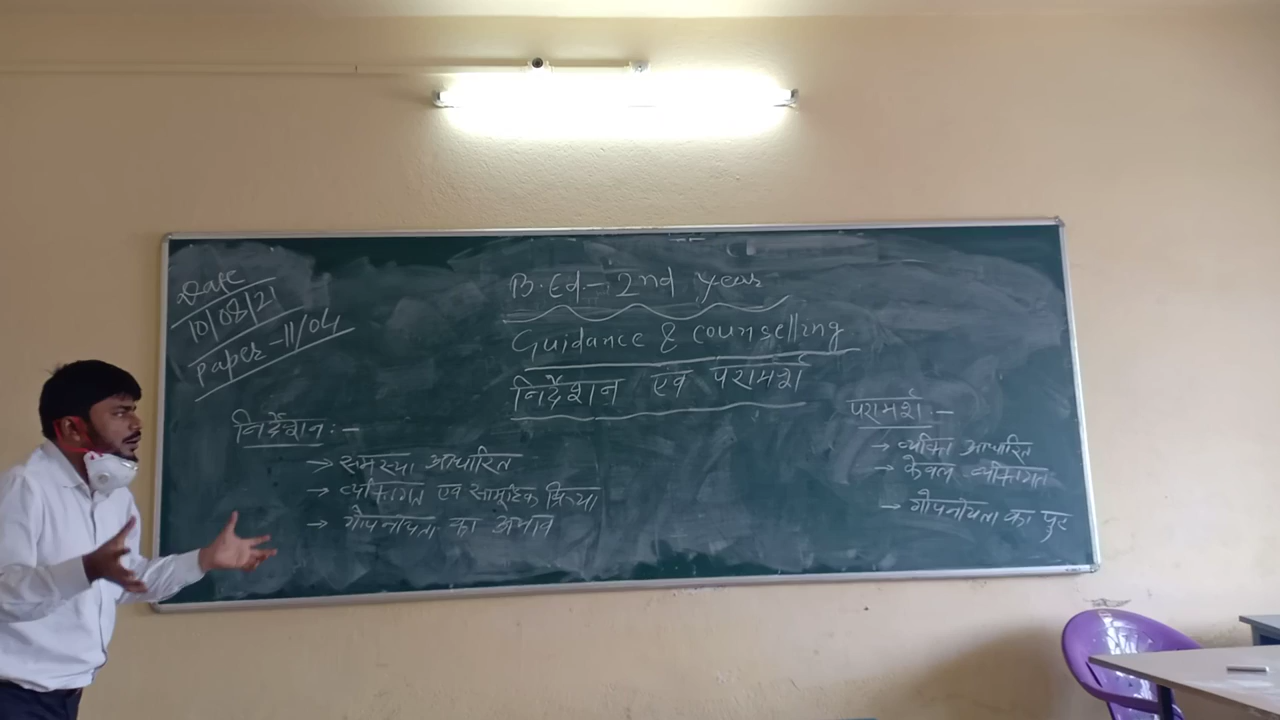 Date
10/08/21
Paper-11/04
B.Ed.- 2nd year
Guidance & counselling
निर्देशन एवं परामर्श
निर्देशन:-
→ समस्या आधारित
→ व्यक्तिगत एवं सामूहिक क्रिया
→ गोपनीयता का अभाव
परामर्श:-
→ व्यक्ति आधारित
→ केवल व्यक्तिगत
→ गोपनीयता का पुट